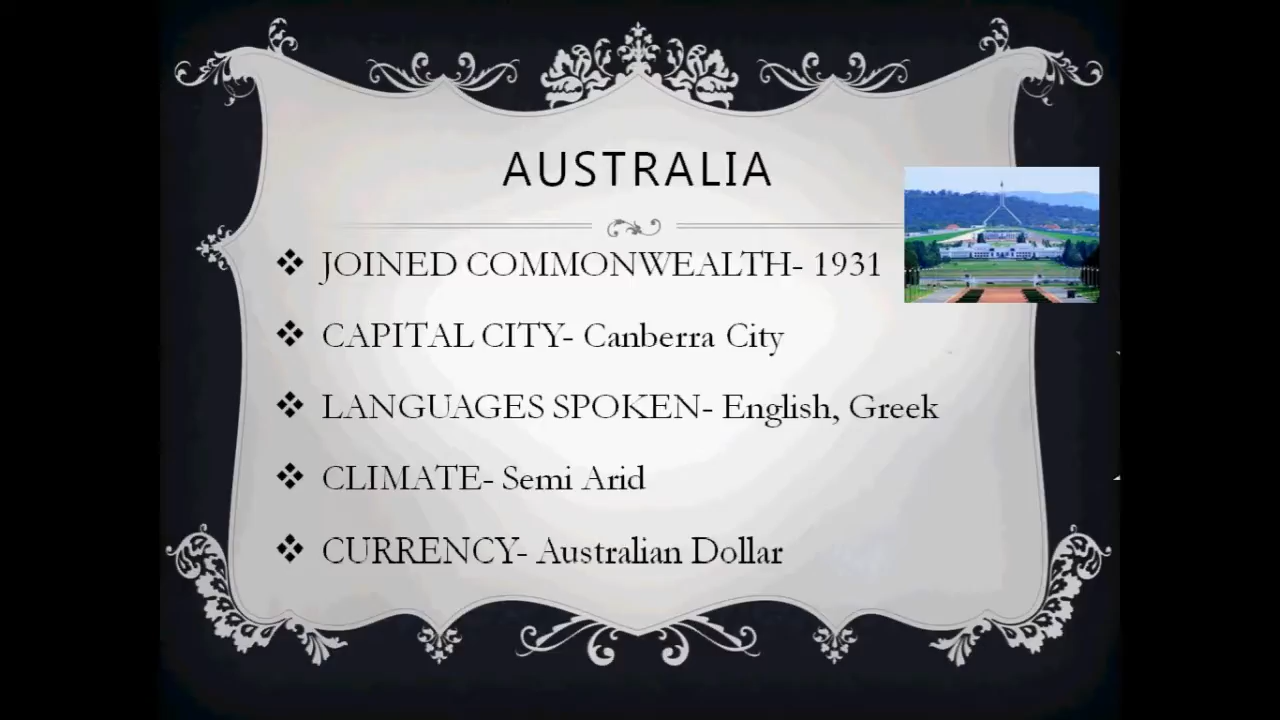 AUSTRALIA
JOINED COMMONWEALTH- 1931
CAPITAL CITY- Canberra City
LANGUAGES SPOKEN- English, Greek
CLIMATE- Semi Arid
CURRENCY- Australian Dollar